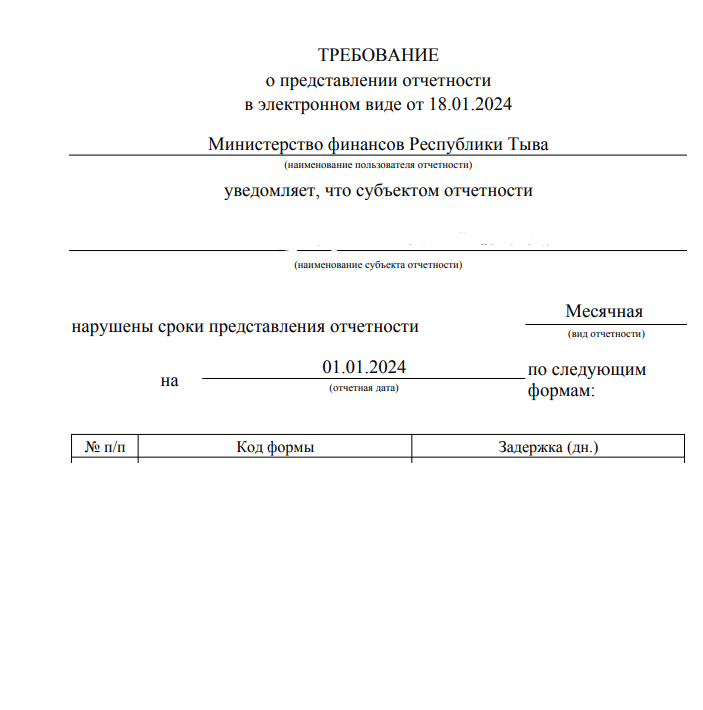 ТРЕБОВАНИЕ
о представлении отчетности
в электронном виде от 18.01.2024
Министерство финансов Республики Тыва
(наименование пользователя отчетности)
уведомляет, что субъектом отчетности
(наименование субъекта отчетности)
Месячная
нарушены сроки представления отчетности
(вид отчетности)
на 01.01.2024 по следующим формам:
(отчетная дата)
№ п/п Код формы Задержка (дн.)